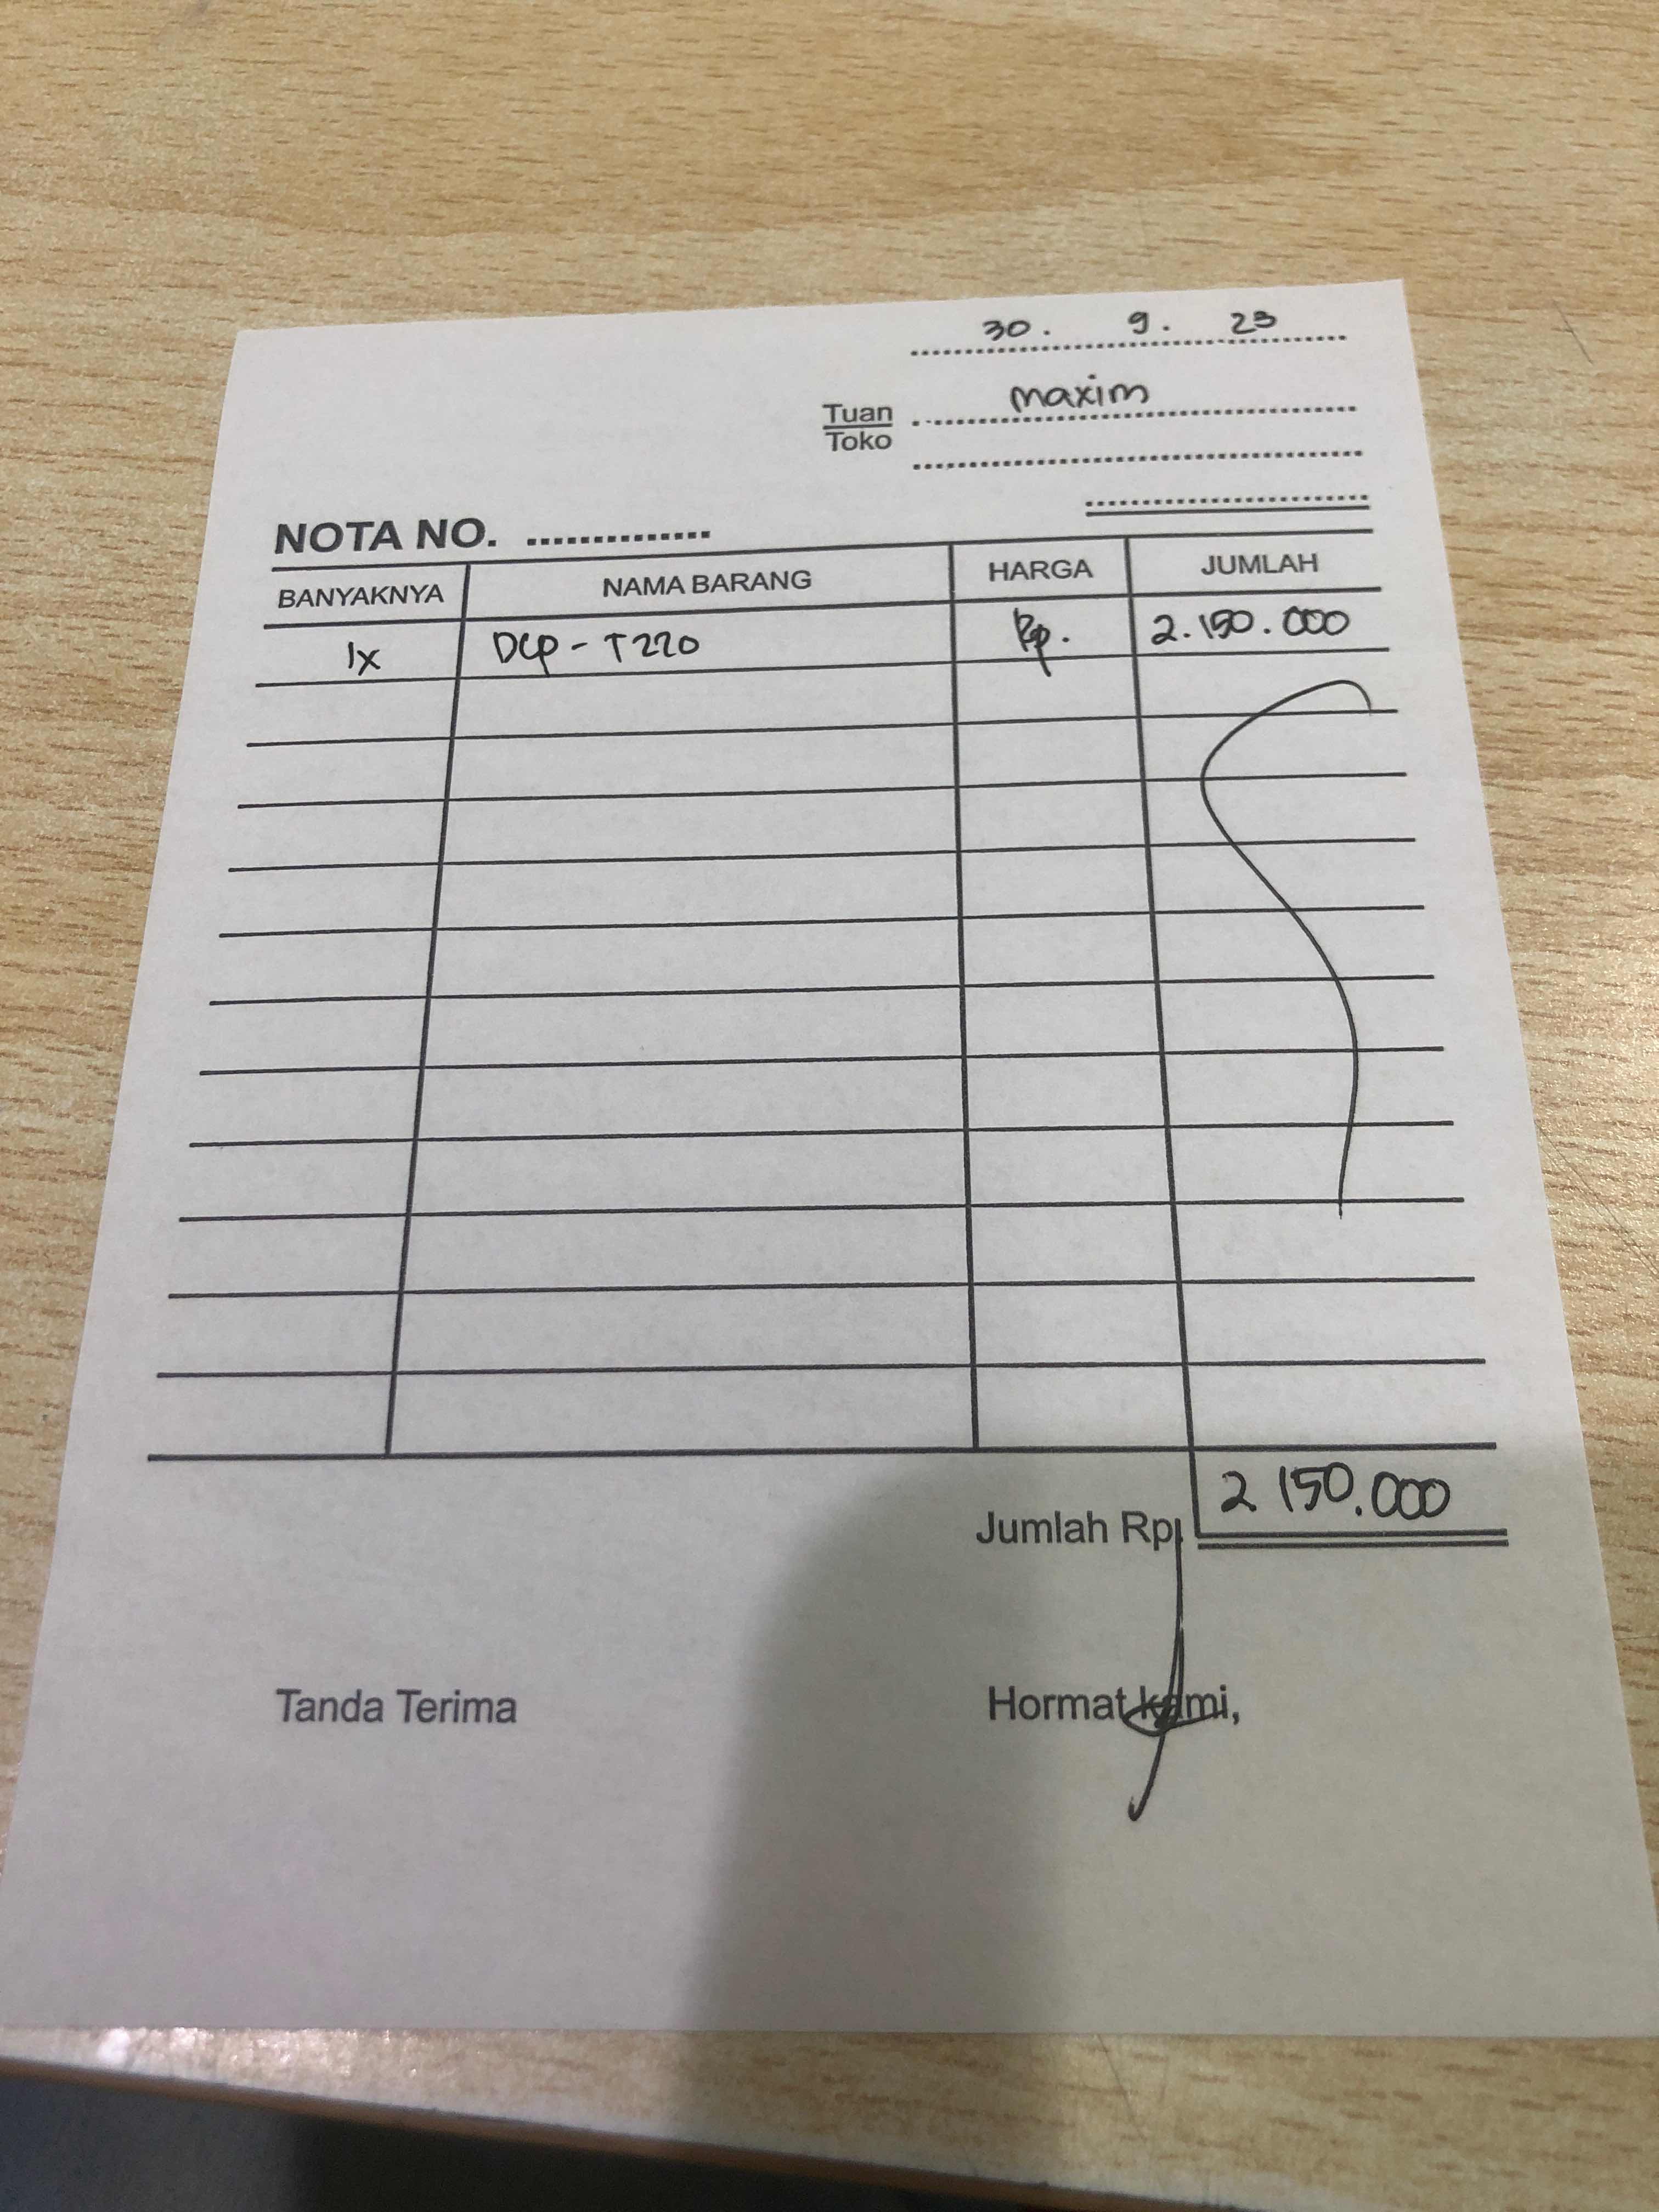 30. 9. 23
Tuan maxim
Toko
NOTA NO. ..............
BANYAKNYA NAMA BARANG HARGA JUMLAH
1x DCP - T220 Rp. 2.150.000
Jumlah Rp. 2 150.000
Tanda Terima Hormat kami,